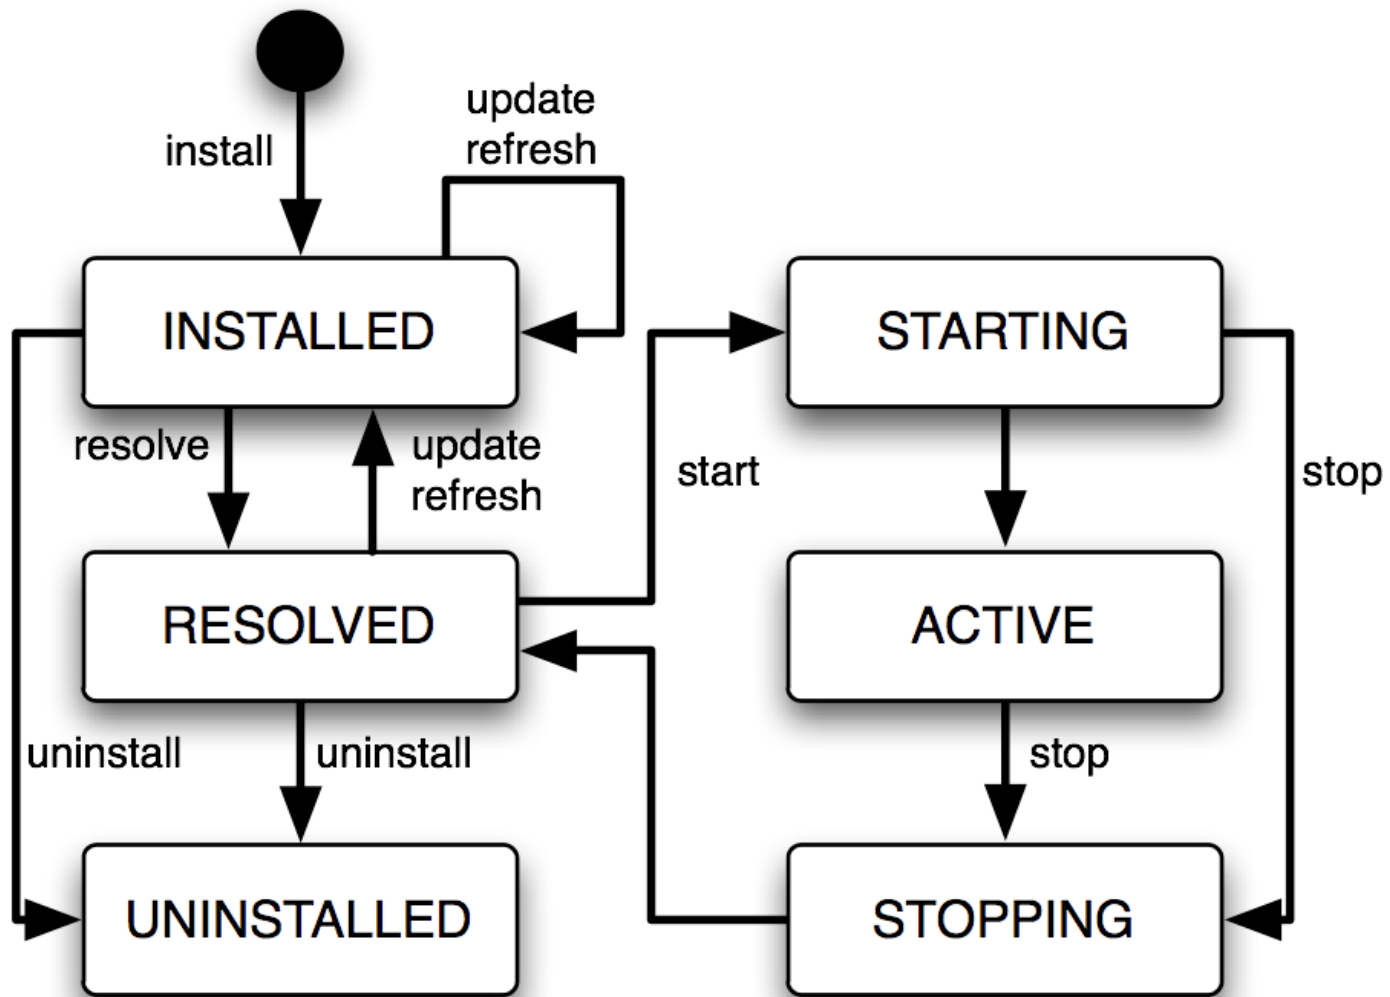 install
update
refresh
INSTALLED
STARTING
resolve
update
refresh
start
stop
RESOLVED
ACTIVE
uninstall
uninstall
stop
UNINSTALLED
STOPPING